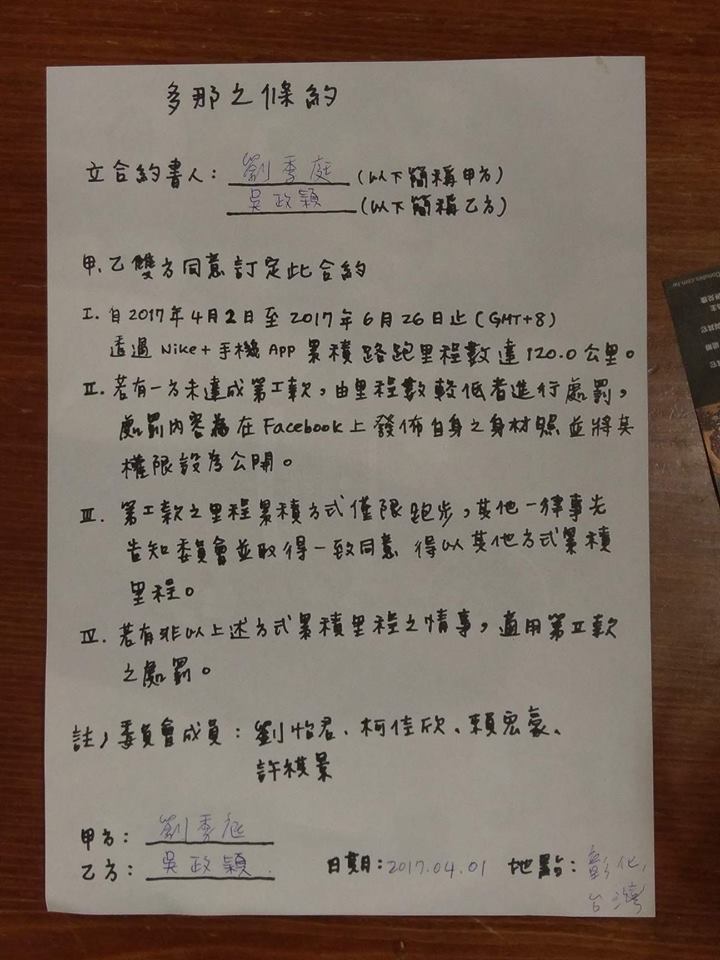 多那之條約
立合約書人：劉季庭（以下簡稱甲方）
吳政穎（以下簡稱乙方）
甲、乙雙方同意訂定此合約
I. 自2017年4月2日至2017年6月26日止(GMT+8)
透過Nike+手機App累積路跑里程數達120.0公里。
II. 若有一方未達成第I款，由里程數較低者進行處罰，
處罰內容為在Facebook上發佈自身之身材照並將其
權限設為公開。
III. 第I款之里程累積方式僅限跑步，其他一律事先
告知委員會並取得一致同意 得以其他方式累積
里程。
IV. 若有非以上述方式累積里程之情事，適用第II款
之處罰。
註）委員會成員：劉怡君、柯佳欣、賴宏豪、
許祺景
甲方：劉季庭
乙方：吳政穎. 日期：2017.04.01 地點：彰化,
台灣